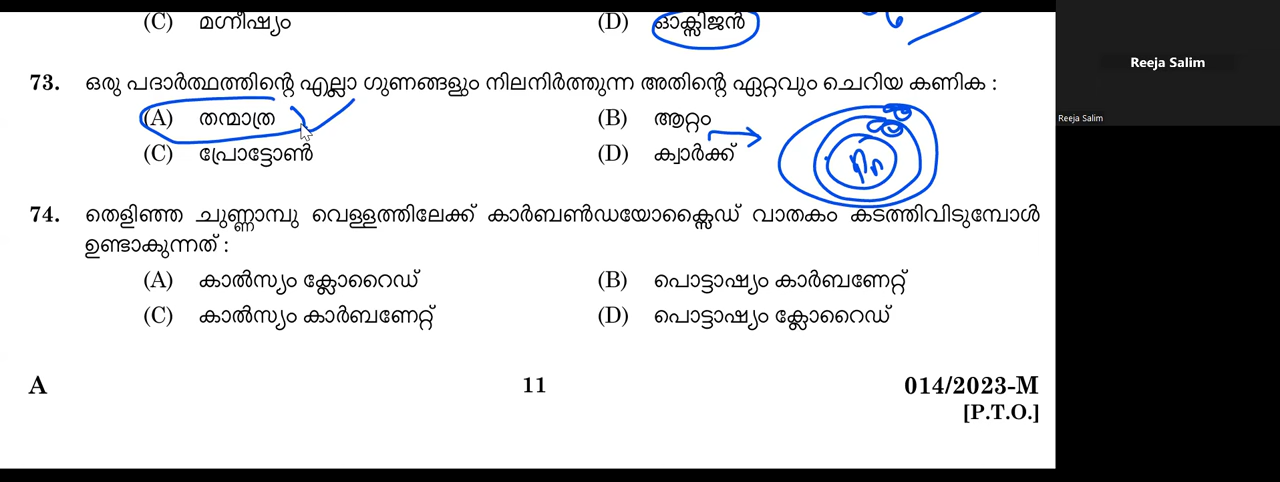 (C) മഗ്നീഷ്യം (D) ഓക്സിജൻ
73. ഒരു പദാർത്ഥത്തിന്റെ എല്ലാ ഗുണങ്ങളും നിലനിർത്തുന്ന അതിന്റെ ഏറ്റവും ചെറിയ കണിക :
(A) തന്മാത്ര (B) ആറ്റം
(C) പ്രോട്ടോൺ (D) ക്വാർക്ക്
74. തെളിഞ്ഞ ചുണ്ണാമ്പു വെള്ളത്തിലേക്ക് കാർബൺഡയോക്സൈഡ് വാതകം കടത്തിവിടുമ്പോൾ
ഉണ്ടാകുന്നത് :
(A) കാൽസ്യം ക്ലോറൈഡ് (B) പൊട്ടാഷ്യം കാർബണേറ്റ്
(C) കാൽസ്യം കാർബണേറ്റ് (D) പൊട്ടാഷ്യം ക്ലോറൈഡ്
A 11 014/2023-M
[P.T.O.]
Reeja Salim
Reeja Salim